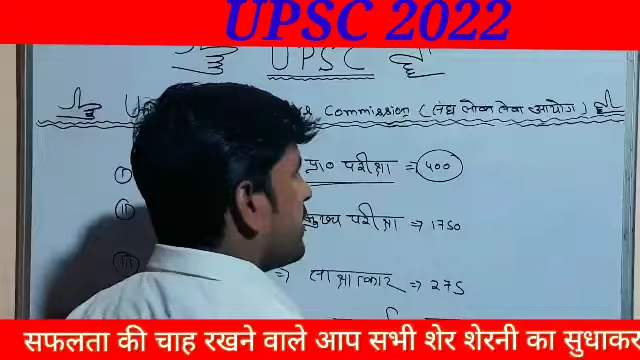 UPSC 2022
UPSC
Commission (संघ लोक सेवा आयोग)
प्रा० परीक्षा ⇒ 400
मुख्य परीक्षा ⇒ 1750
⇒ साक्षात्कार ⇒ 275
सफलता की चाह रखने वाले आप सभी शेर शेरनी का सुधाकर